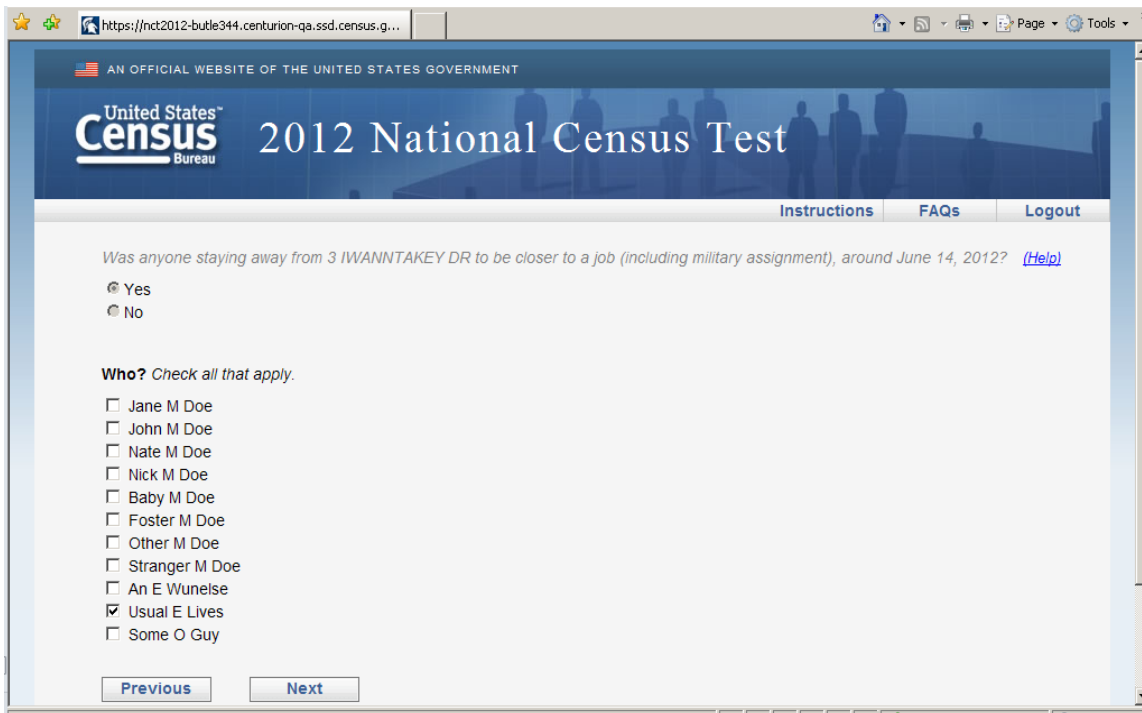 https://nct2012-butle344.centurion-qa.ssd.census.g...
Page
Tools
AN OFFICIAL WEBSITE OF THE UNITED STATES GOVERNMENT
United States™
Census
Bureau
2012 National Census Test
Instructions FAQs Logout
Was anyone staying away from 3 IWANNTAKEY DR to be closer to a job (including military assignment), around June 14, 2012? (Help)
Yes
No
Who? Check all that apply.
Jane M Doe
John M Doe
Nate M Doe
Nick M Doe
Baby M Doe
Foster M Doe
Other M Doe
Stranger M Doe
An E Wunelse
Usual E Lives
Some O Guy
Previous Next